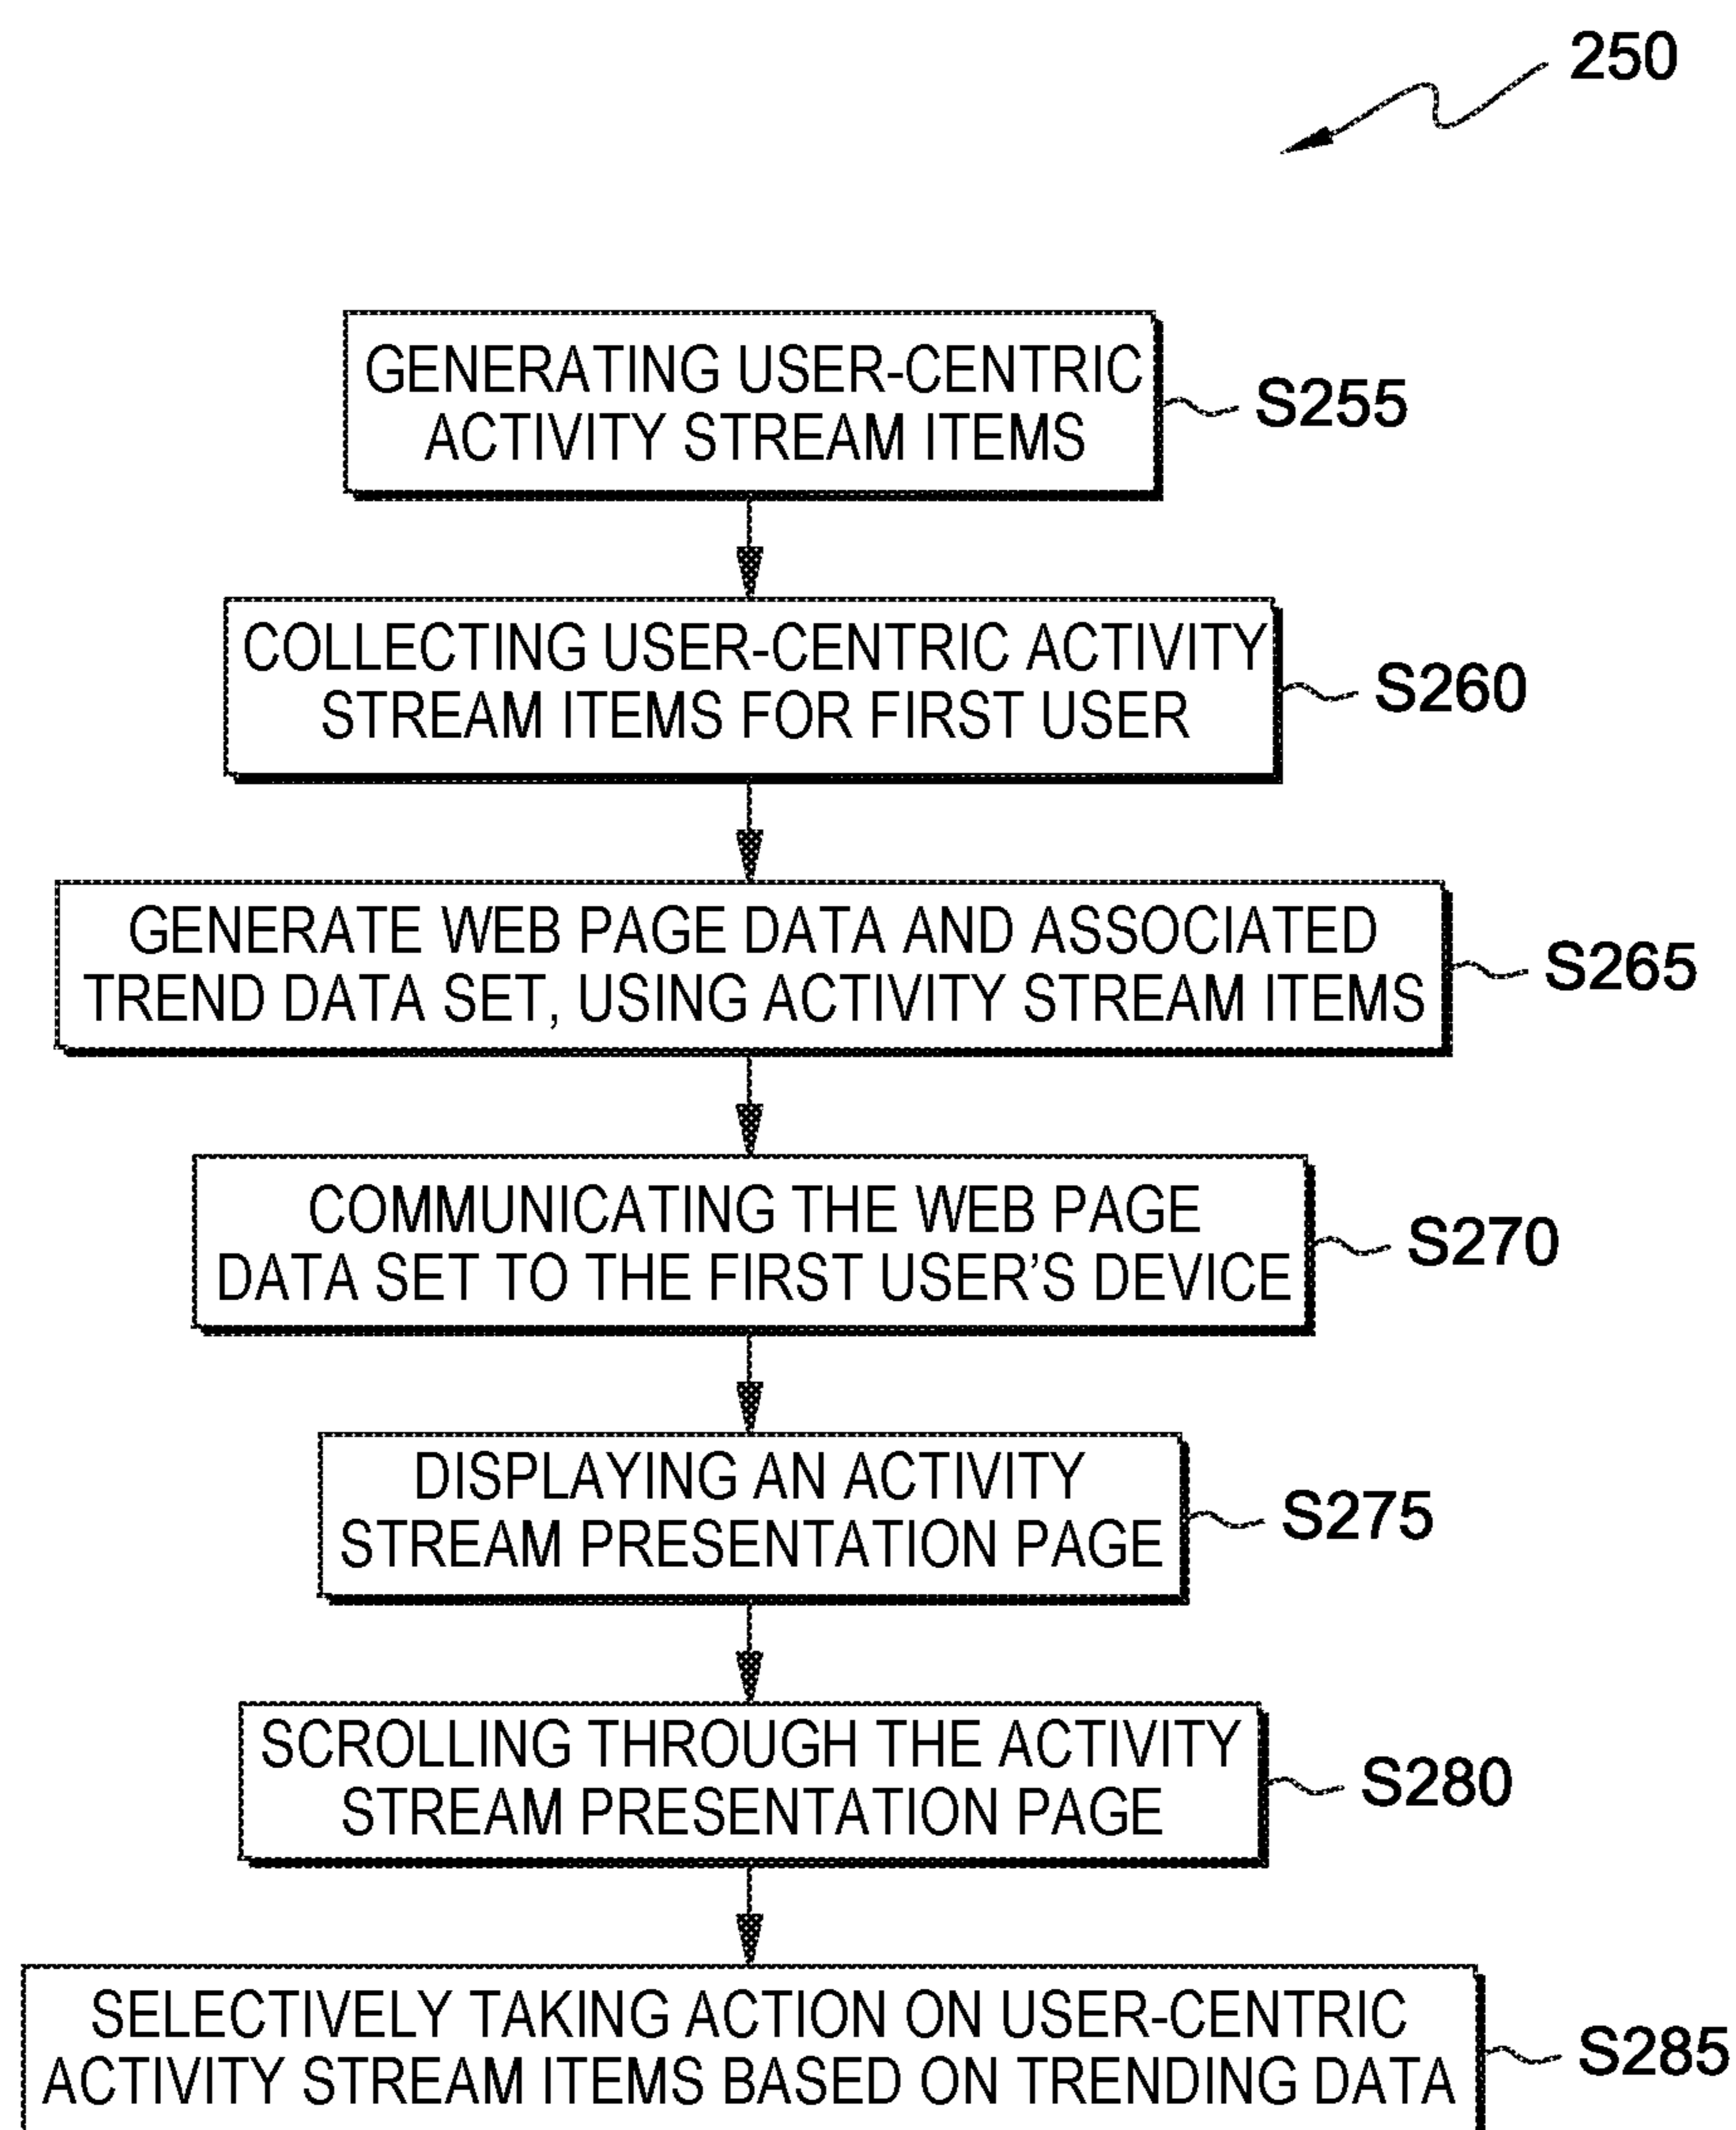 250
GENERATING USER-CENTRIC
ACTIVITY STREAM ITEMS
S255
COLLECTING USER-CENTRIC ACTIVITY
STREAM ITEMS FOR FIRST USER
S260
GENERATE WEB PAGE DATA AND ASSOCIATED
TREND DATA SET, USING ACTIVITY STREAM ITEMS
S265
COMMUNICATING THE WEB PAGE
DATA SET TO THE FIRST USER’S DEVICE
S270
DISPLAYING AN ACTIVITY
STREAM PRESENTATION PAGE
S275
SCROLLING THROUGH THE ACTIVITY
STREAM PRESENTATION PAGE
S280
SELECTIVELY TAKING ACTION ON USER-CENTRIC
ACTIVITY STREAM ITEMS BASED ON TRENDING DATA
S285